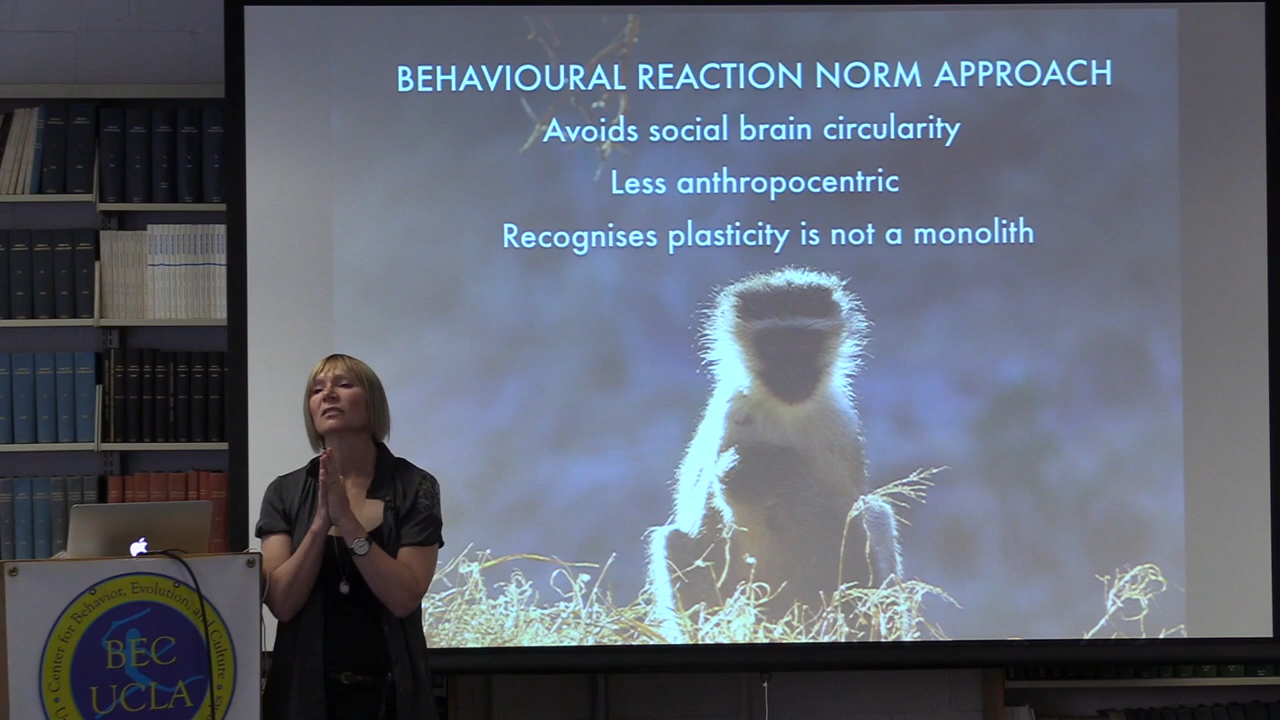 BEHAVIOURAL REACTION NORM APPROACH
Avoids social brain circularity
Less anthropocentric
Recognises plasticity is not a monolith
Center for Behavior, Evolution, and Culture
BEC
UCLA